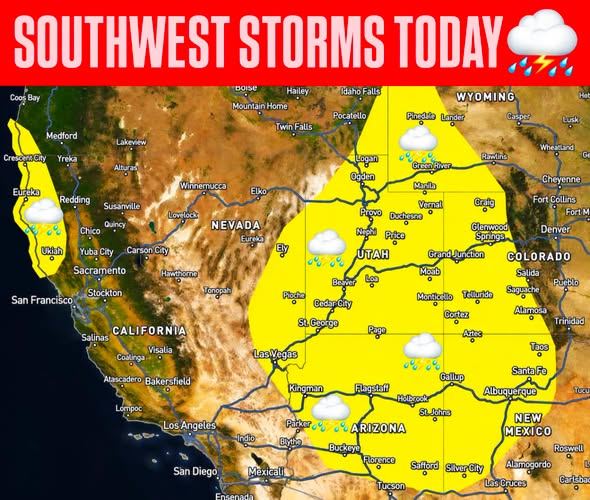 SOUTHWEST STORMS TODAY
Coos Bay
Boise
Hailey
Idaho Falls
WYOMING
Mountain Home
Pocatello
Pinedale
Lander
Casper
Lusk
Twin Falls
Medford
Lakeview
Crescent City
Yreka
Alturas
Logan
Green River
Rawlins
Wheatland
Ogden
Cheyenne
Eureka
Redding
Susanville
Winnemucca
Elko
Manila
Fort Collins
Lovelock
Provo
Vernal
Craig
Fort M
Quincy
Duchesne
Chico
NEVADA
Nephi
Price
Glenwood
Springs
Denver
Ukiah
Yuba City
Carson City
Eureka
Ely
UTAH
Grand Junction
COLORADO
Sacramento
Hawthorne
Beaver
Loa
Moab
Salida
Pueblo
San Francisco
Stockton
Tonopah
Pioche
Cedar City
Monticello
Telluride
Saguache
Alamosa
Salinas
CALIFORNIA
St. George
Page
Cortez
Aztec
Trinidad
Visalia
Coalinga
Las Vegas
Taos
Atascadero
Bakersfield
Kingman
Flagstaff
Gallup
Santa Fe
Albuquerque
Tucu
Lompoc
Holbrook
Los Angeles
Parker
St. Johns
NEW
MEXICO
Indio
Blythe
ARIZONA
Buckeye
Roswell
San Diego
Mexicali
Florence
Safford
Silver City
Alamogordo
Ensenada
Tucson
Las Cruces
Carlsba